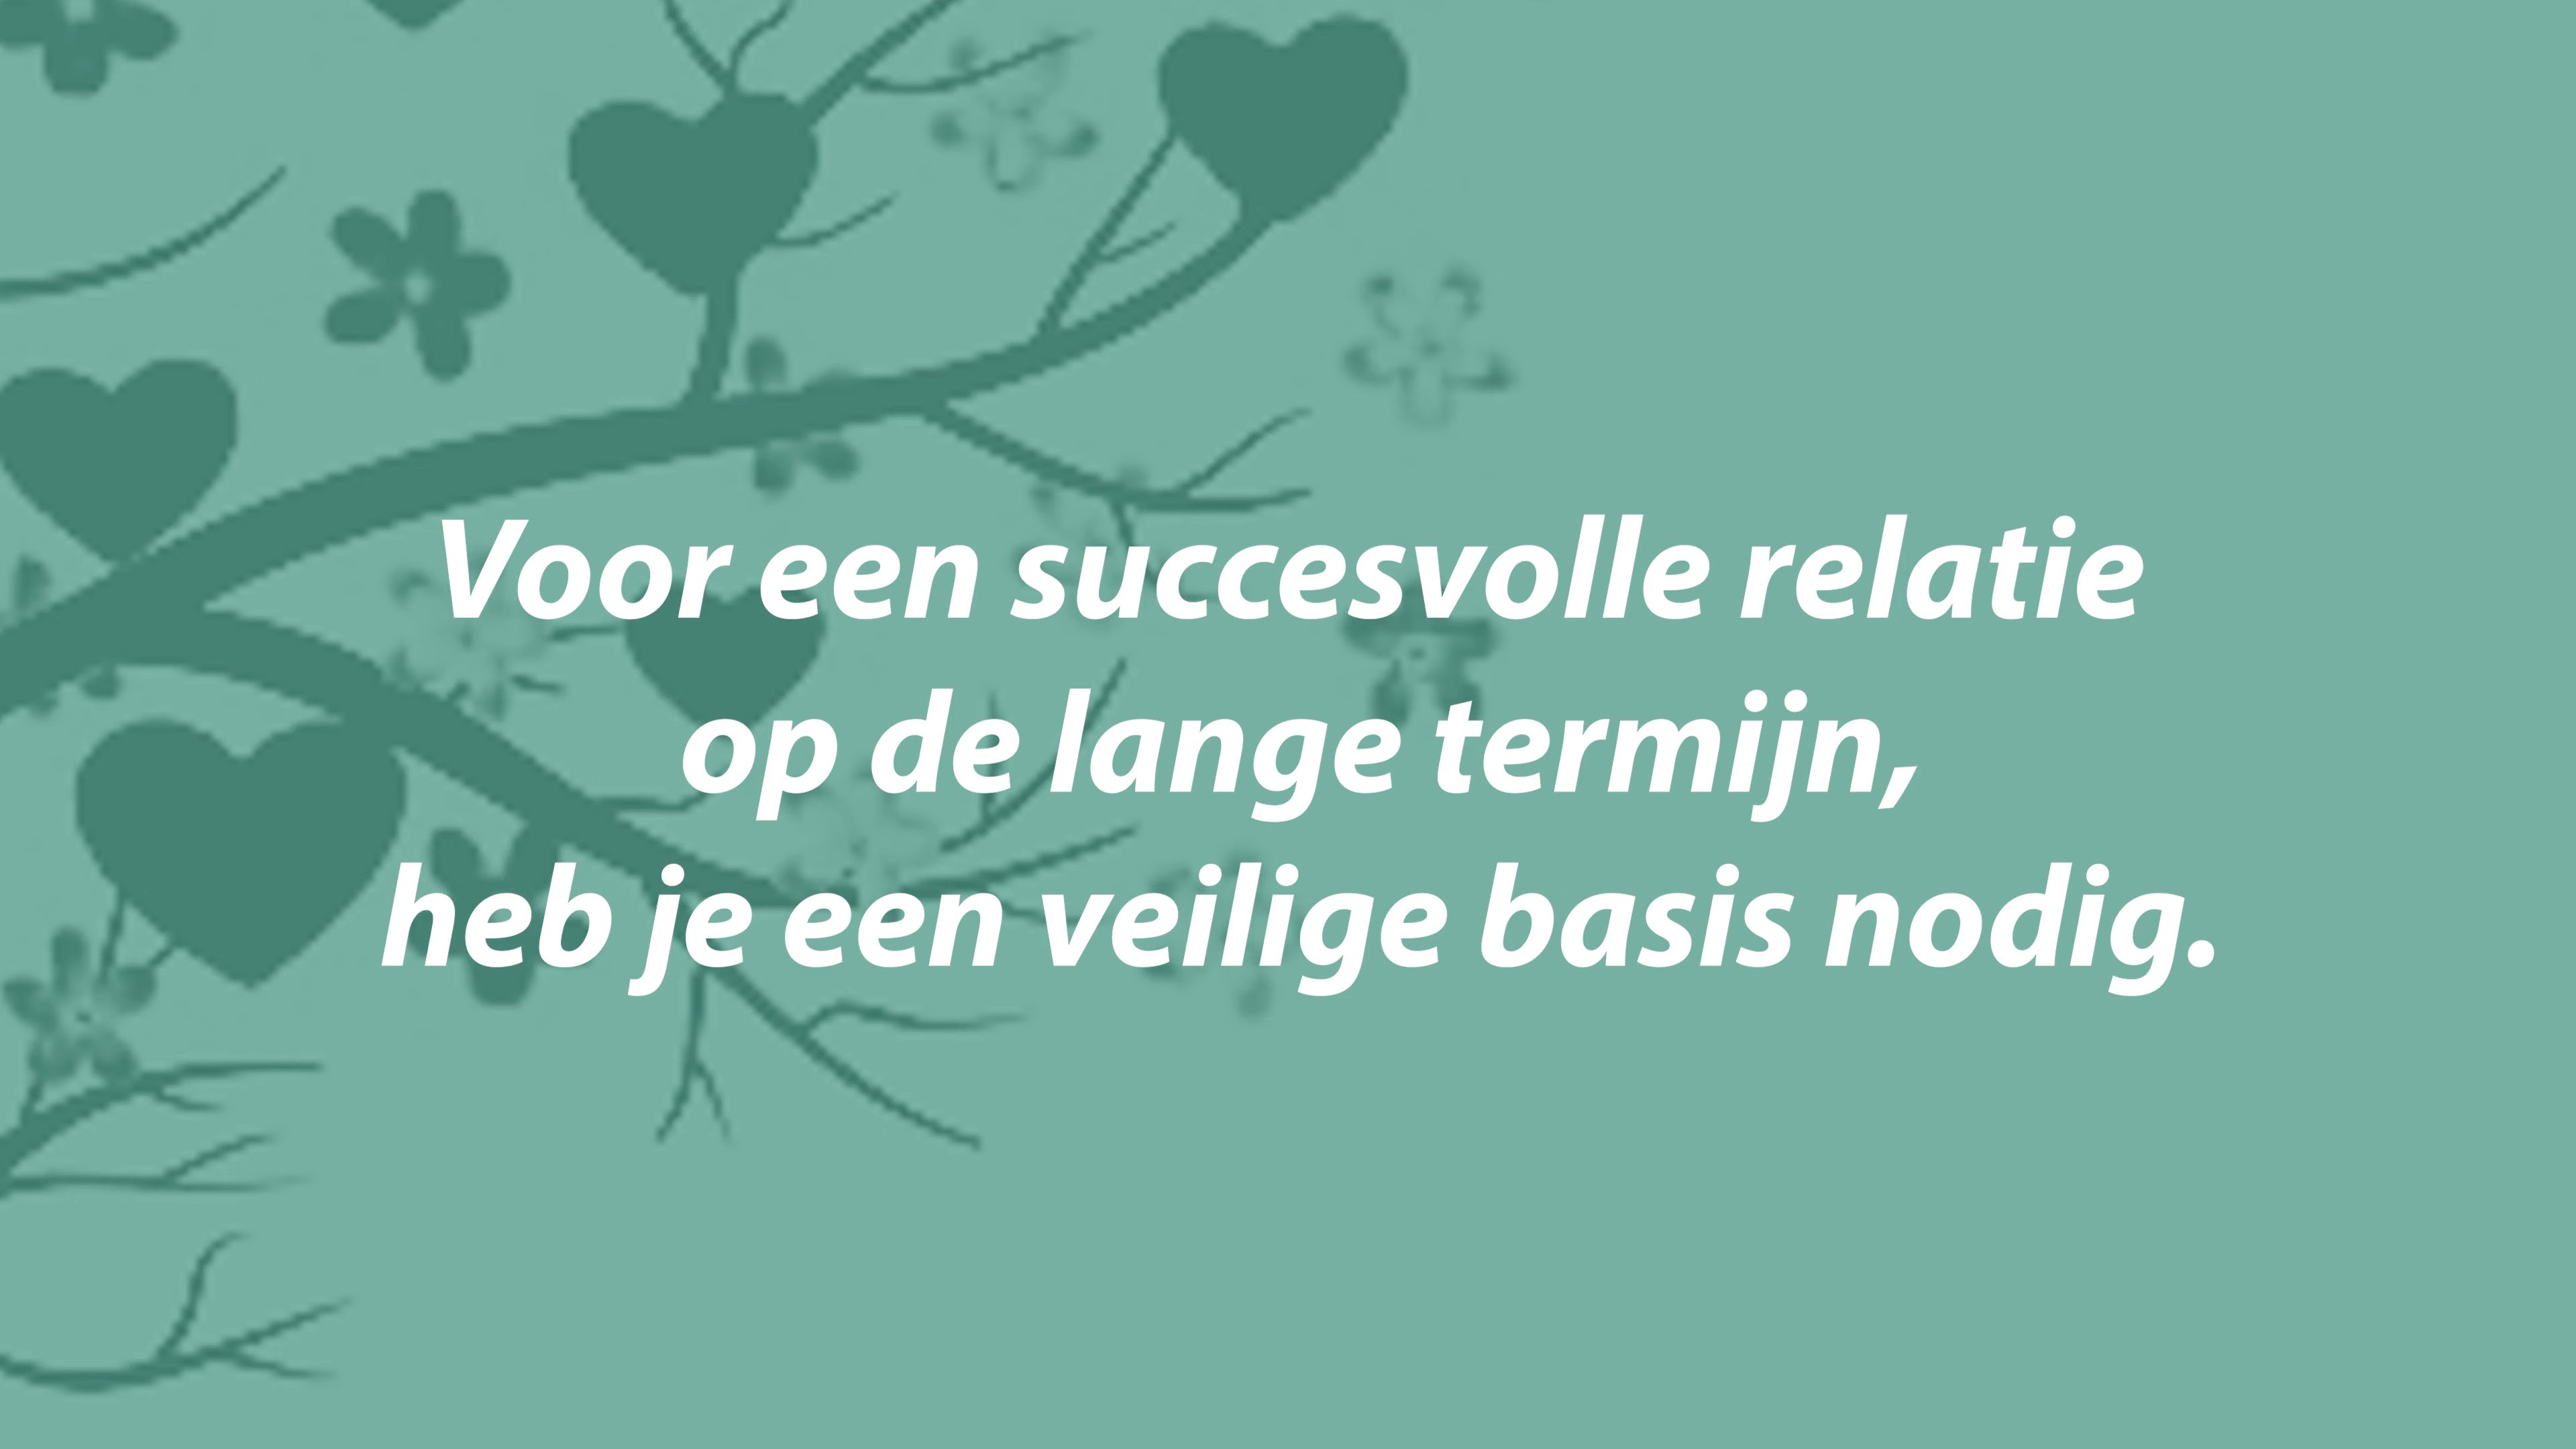 Voor een succesvolle relatie
op de lange termijn,
heb je een veilige basis nodig.